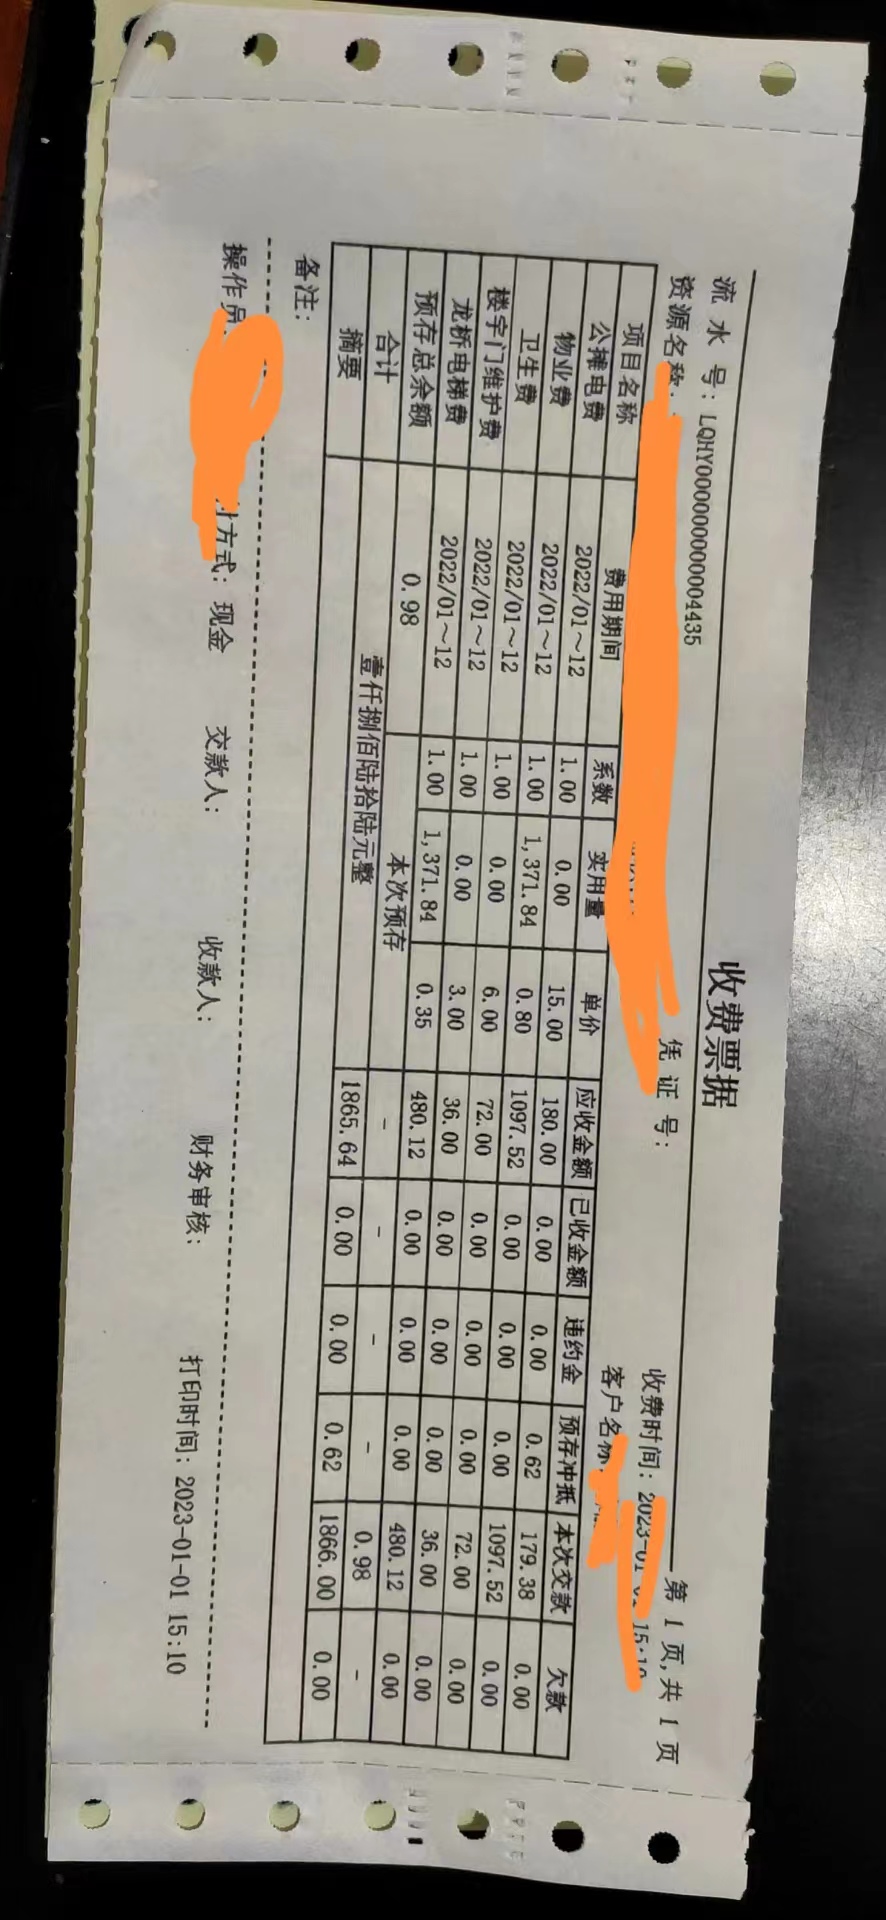 收费票据
第 1 页,共 1 页
流 水 号: LQHY00000000004435 凭 证 号: 收费时间: 2023-01-01 15:10
资源名称: 客户名称
项目名称 费用期间 系数 实用量 单价 应收金额 已收金额 违约金 预存冲抵 本次交款 欠款
公摊电费 2022/01～12 1.00 0.00 15.00 180.00 0.00 0.00 0.62 179.38 0.00
物业费 2022/01～12 1.00 1,371.84 0.80 1097.52 0.00 0.00 0.00 1097.52 0.00
卫生费 2022/01～12 1.00 0.00 6.00 72.00 0.00 0.00 0.00 72.00 0.00
楼宇门维护费 2022/01～12 1.00 0.00 3.00 36.00 0.00 0.00 0.00 36.00 0.00
龙桥电梯费 2022/01～12 1.00 1,371.84 0.35 480.12 0.00 0.00 0.00 480.12 0.00
预存总余额 0.98 本次预存 - - - - 0.98 -
合计 壹仟捌佰陆拾陆元整 1865.64 0.00 0.00 0.62 1866.00 0.00
摘要
备注:
操作员 付方式: 现金 交款人: 收款人: 财务审核: 打印时间: 2023-01-01 15:10